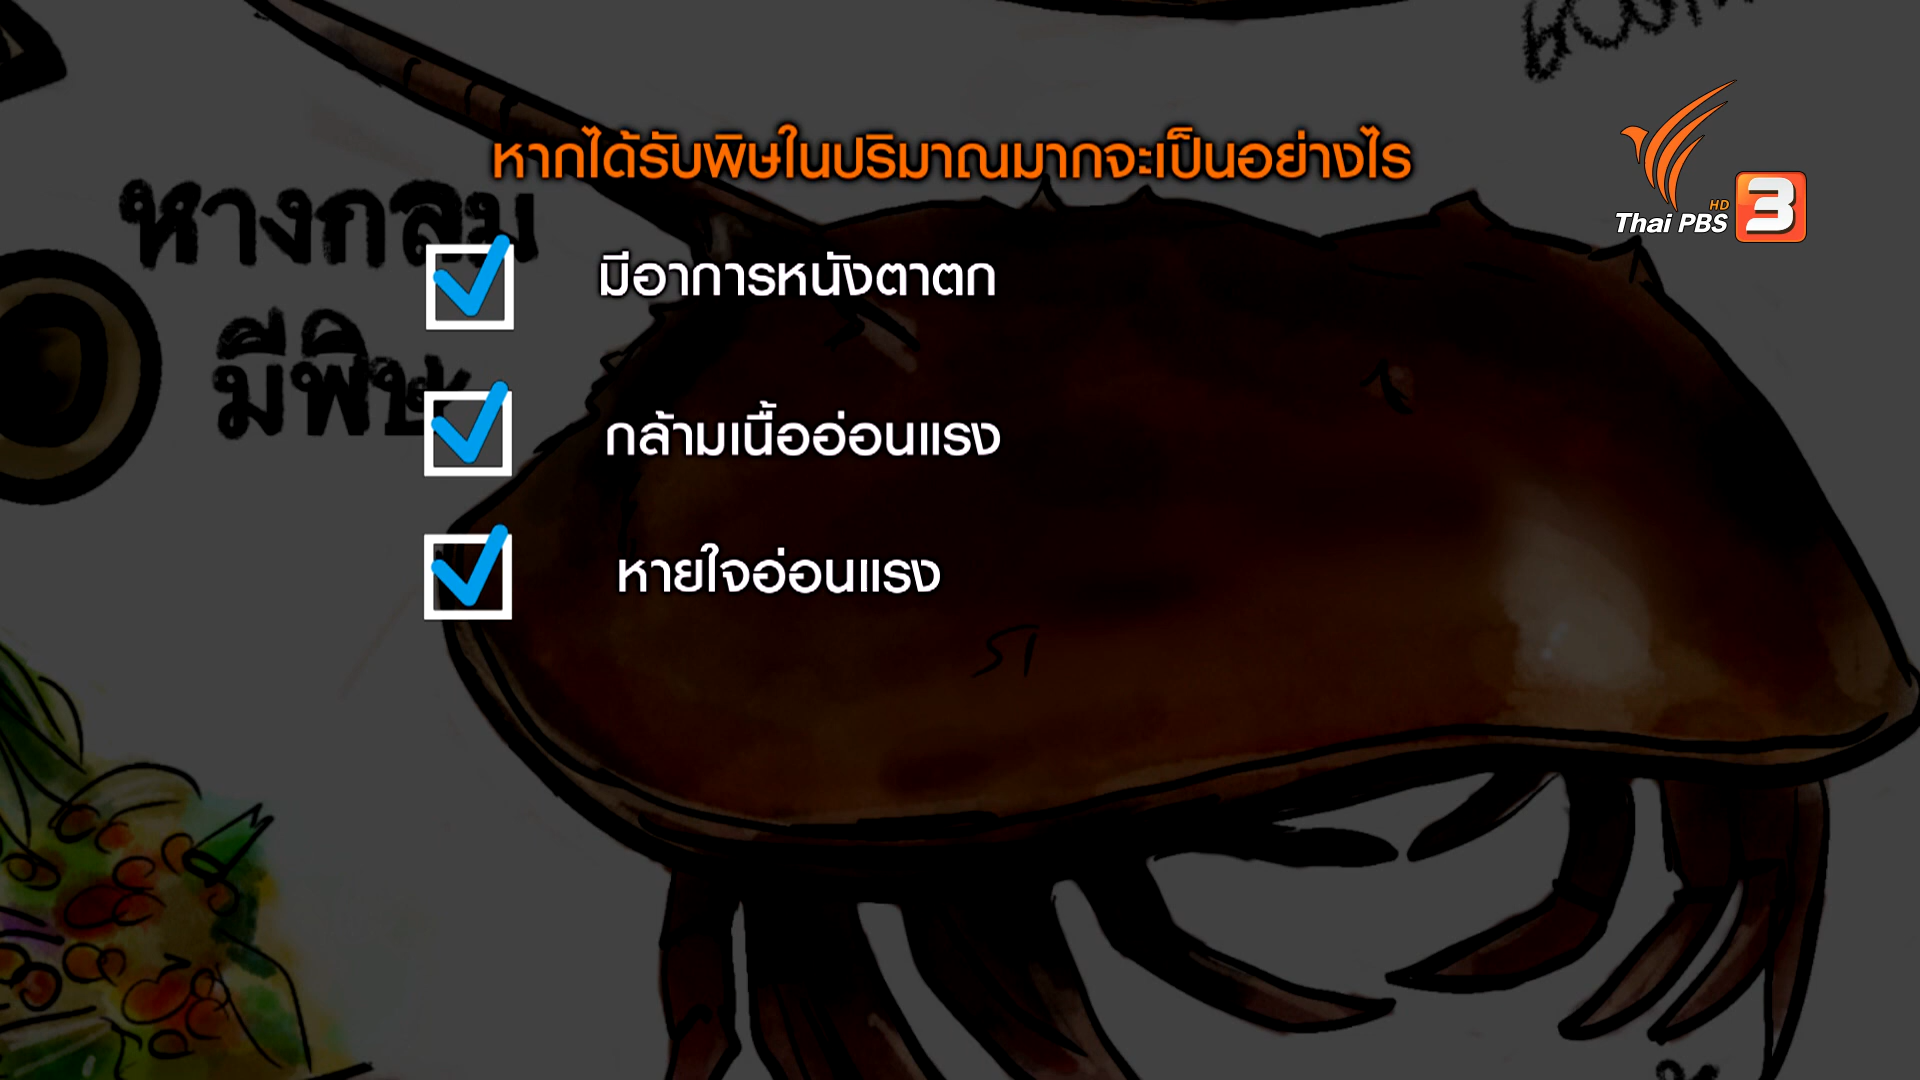 หากได้รับพิษในปริมาณมากจะเป็นอย่างไร
HD
Thai PBS 3
หางกลม
มีพิษ
มีอาการหนังตาตก
กล้ามเนื้ออ่อนแรง
หายใจอ่อนแรง